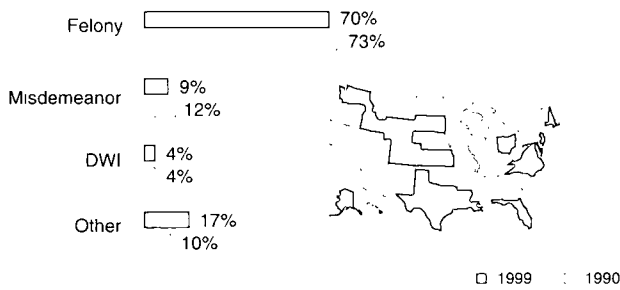 Felony 70%
73%
Misdemeanor 9%
12%
DWI 4%
4%
Other 17%
10%
1999 1990